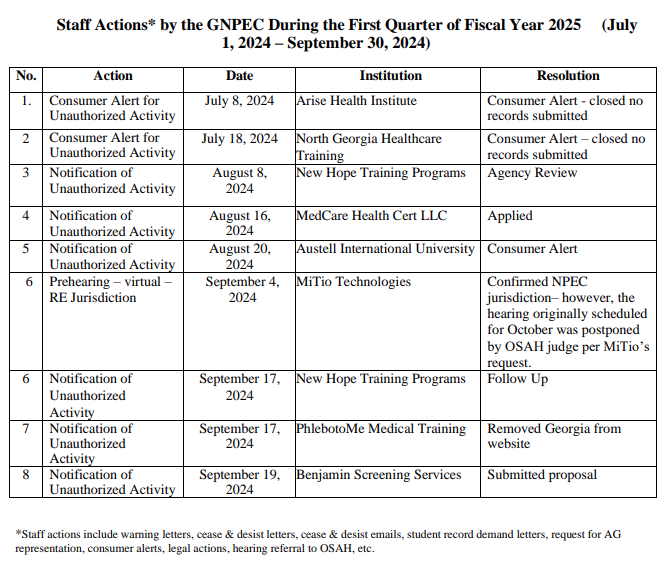 Staff Actions* by the GNPEC During the First Quarter of Fiscal Year 2025 (July
1, 2024 – September 30, 2024)
No. Action Date Institution Resolution
1. Consumer Alert for July 8, 2024 Arise Health Institute Consumer Alert - closed no
Unauthorized Activity records submitted
2 Consumer Alert for July 18, 2024 North Georgia Healthcare Consumer Alert – closed no
Unauthorized Activity Training records submitted
3 Notification of August 8, New Hope Training Programs Agency Review
Unauthorized Activity 2024
4 Notification of August 16, MedCare Health Cert LLC Applied
Unauthorized Activity 2024
5 Notification of August 20, Austell International University Consumer Alert
Unauthorized Activity 2024
6 Prehearing – virtual – September 4, MiTio Technologies Confirmed NPEC
RE Jurisdiction 2024 jurisdiction– however, the
hearing originally scheduled
for October was postponed
by OSAH judge per MiTio’s
request.
6 Notification of September 17, New Hope Training Programs Follow Up
Unauthorized 2024
Activity
7 Notification of September 17, PhlebotoMe Medical Training Removed Georgia from
Unauthorized 2024 website
Activity
8 Notification of September 19, Benjamin Screening Services Submitted proposal
Unauthorized Activity 2024
*Staff actions include warning letters, cease & desist letters, cease & desist emails, student record demand letters, request for AG
representation, consumer alerts, legal actions, hearing referral to OSAH, etc.